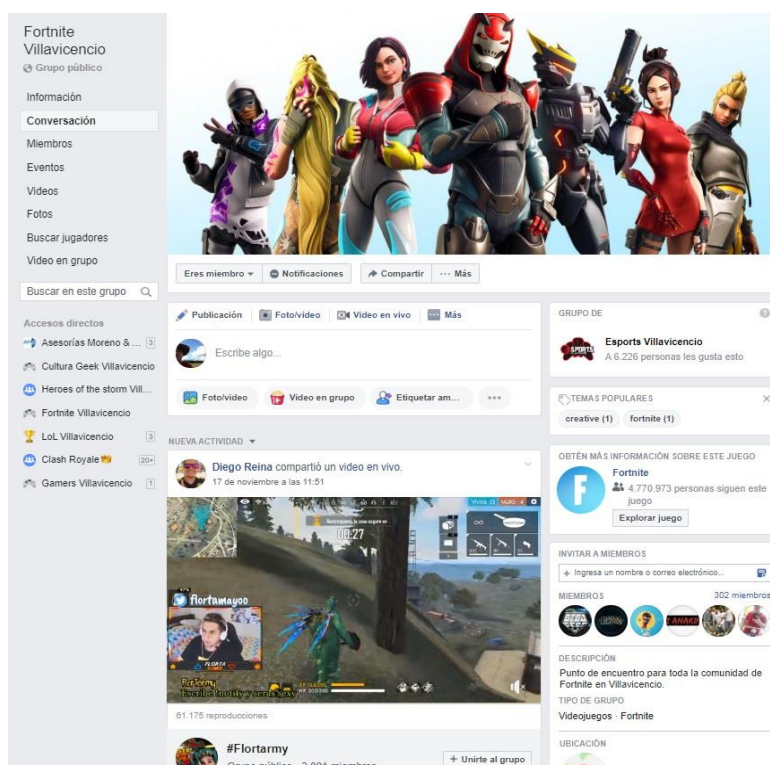 Fortnite
Villavicencio
Grupo público
Información
Conversación
Miembros
Eventos
Videos
Fotos
Buscar jugadores
Video en grupo
Buscar en este grupo
Accesos directos
Asesorías Moreno & ... 3
Cultura Geek Villavicencio
Heroes of the storm Vill...
Fortnite Villavicencio
LoL Villavicencio 3
Clash Royale 20+
Gamers Villavicencio 1
Eres miembro
Notificaciones
Compartir
Más
Publicación
Foto/video
Video en vivo
Más
Escribe algo...
Foto/video
Video en grupo
Etiquetar am...
NUEVA ACTIVIDAD
Diego Reina compartió un video en vivo.
17 de noviembre a las 11:51
00:27
flortamayoo
FLORTA
Escribe !notify y seras sexy
61.175 reproducciones
#Flortarmy
Unirte al grupo
GRUPO DE
Esports Villavicencio
A 6.226 personas les gusta esto
TEMAS POPULARES
creative (1) fortnite (1)
OBTÉN MÁS INFORMACIÓN SOBRE ESTE JUEGO
Fortnite
4.770.973 personas siguen este
juego
Explorar juego
INVITAR A MIEMBROS
+ Ingresa un nombre o correo electrónico...
MIEMBROS 302 miembros
DESCRIPCIÓN
Punto de encuentro para toda la comunidad de
Fortnite en Villavicencio.
TIPO DE GRUPO
Videojuegos · Fortnite
UBICACIÓN